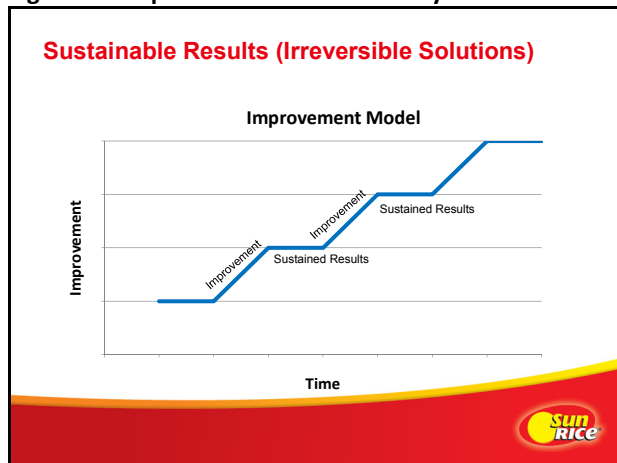 Sustainable Results (Irreversible Solutions)
Improvement Model
Improvement
Improvement
Sustained Results
Improvement
Sustained Results
Time
Sun
RICE